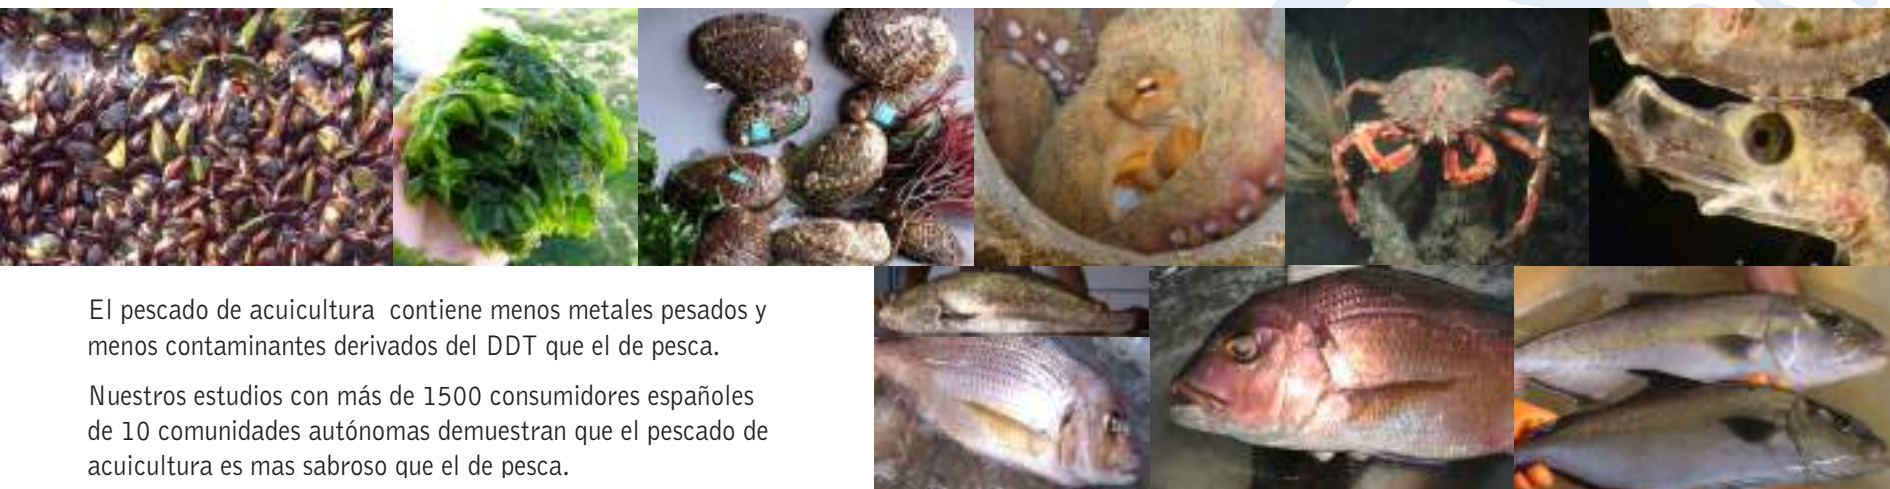 El pescado de acuicultura contiene menos metales pesados y
menos contaminantes derivados del DDT que el de pesca.
Nuestros estudios con más de 1500 consumidores españoles
de 10 comunidades autónomas demuestran que el pescado de
acuicultura es mas sabroso que el de pesca.